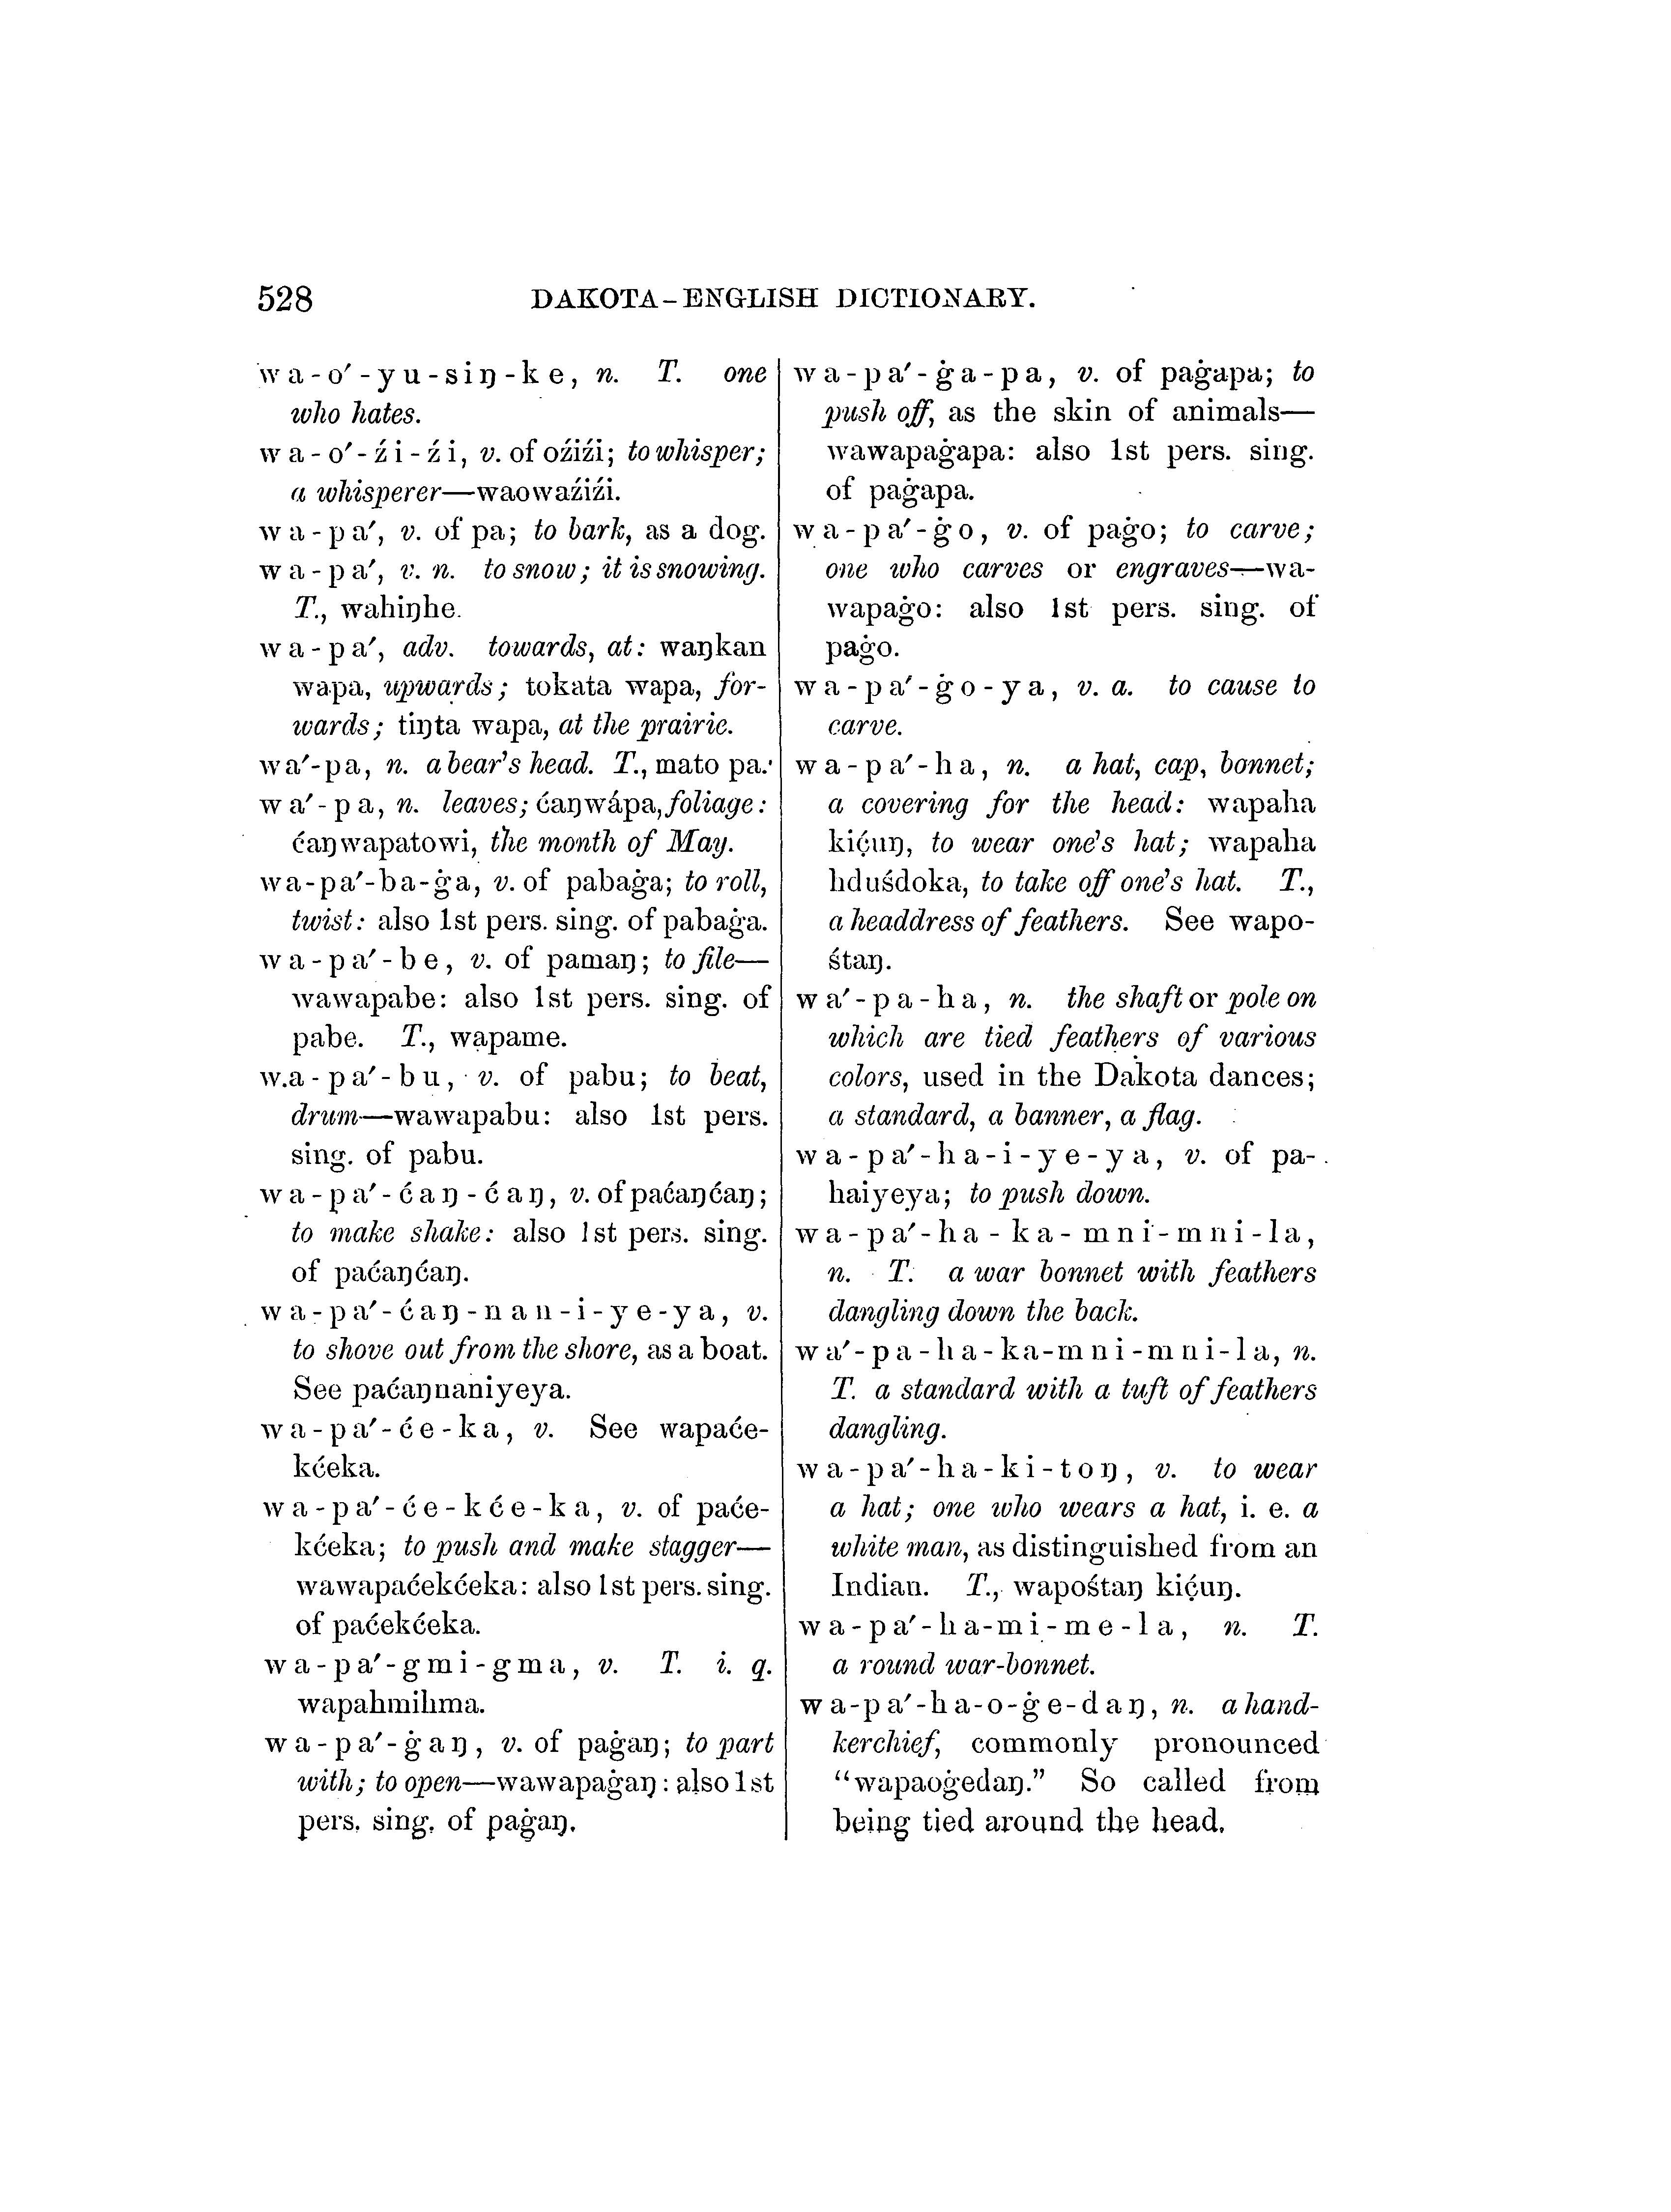 528 DAKOTA-ENGLISH DICTIONARY.
wa-o′-yu-siŋ-ke, n. T. one
who hates.
wa-o′-źi-źi, v. of oźiźi; to whisper;
a whisperer—waowaźiźi.
wa-pa′, v. of pa; to bark, as a dog.
wa-pa′, v. n. to snow; it is snowing.
T., wahiŋhe.
wa-pa′, adv. towards, at: waŋkan
wapa, upwards; tokata wapa, for-
wards; tiŋta wapa, at the prairie.
wa′-pa, n. a bear's head. T., mato pa.
wa′-pa, n. leaves; ćaŋwápa, foliage:
ćaŋwapatowi, the month of May.
wa-pa′-ba-ġa, v. of pabaġa; to roll,
twist: also 1st pers. sing. of pabaġa.
wa-pa′-be, v. of pamaŋ; to file—
wawapabe: also 1st pers. sing. of
pabe. T., wapame.
wa-pa′-bu, v. of pabu; to beat,
drum—wawapabu: also 1st pers.
sing. of pabu.
wa-pa′-ćaŋ-ćaŋ, v. of paćaŋćaŋ;
to make shake: also 1st pers. sing.
of paćaŋćaŋ.
wa-pa′-ćaŋ-nan-i-ye-ya, v.
to shove out from the shore, as a boat.
See paćaŋnaniyeya.
wa-pa′-će-ka, v. See wapaće-
kćeka.
wa-pa′-će-kće-ka, v. of paće-
kćeka; to push and make stagger—
wawapaćekćeka: also 1st pers. sing.
of paćekćeka.
wa-pa′-gmi-gma, v. T. i. q.
wapahmihma.
wa-pa′-ġaŋ, v. of paġaŋ; to part
with; to open—wawapaġaŋ: also 1st
pers. sing. of paġaŋ.
wa-pa′-ġa-pa, v. of paġapa; to
push off, as the skin of animals—
wawapaġapa: also 1st pers. sing.
of paġapa.
wa-pa′-ġo, v. of paġo; to carve;
one who carves or engraves—wa-
wapaġo: also 1st pers. sing. of
paġo.
wa-pa′-ġo-ya, v. a. to cause to
carve.
wa-pa′-ha, n. a hat, cap, bonnet;
a covering for the head: wapaha
kić̣uŋ, to wear one's hat; wapaha
hduśdoka, to take off one's hat. T.,
a headdress of feathers. See wapo-
śtaŋ.
wa′-pa-ha, n. the shaft or pole on
which are tied feathers of various
colors, used in the Dakota dances;
a standard, a banner, a flag.
wa-pa′-ha-i-ye-ya, v. of pa-
haiyeya; to push down.
wa-pa′-ha-ka-mni-mni-la,
n. T. a war bonnet with feathers
dangling down the back.
wa′-pa-ha-ka-mni-mni-la, n.
T. a standard with a tuft of feathers
dangling.
wa-pa′-ha-ki-toŋ, v. to wear
a hat; one who wears a hat, i. e. a
white man, as distinguished from an
Indian. T., wapośtaŋ kić̣uŋ.
wa-pa′-ha-mi-me-la, n. T.
a round war-bonnet.
wa-pa′-ha-o-ġe-daŋ, n. a hand-
kerchief, commonly pronounced
"wapaoġedaŋ." So called from
being tied around the head.